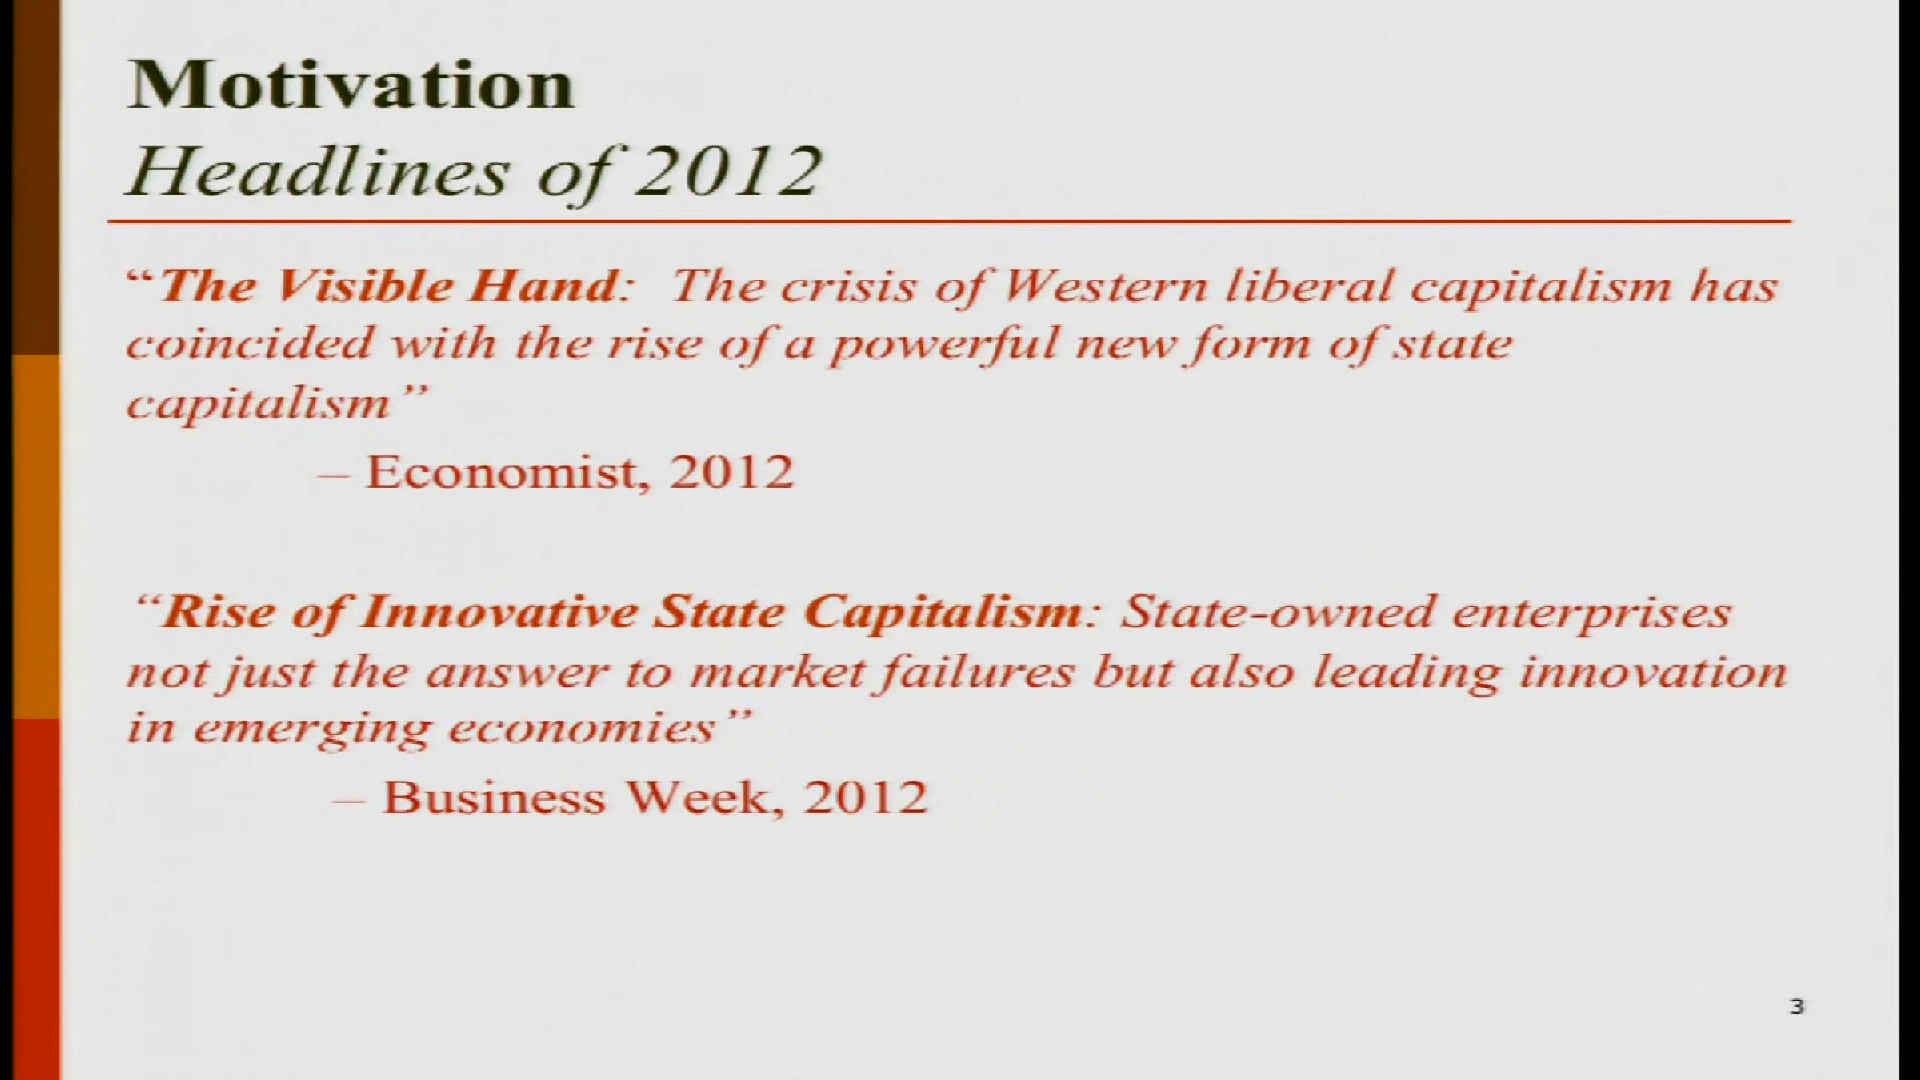 Motivation
Headlines of 2012
“The Visible Hand: The crisis of Western liberal capitalism has
coincided with the rise of a powerful new form of state
capitalism”
– Economist, 2012
“Rise of Innovative State Capitalism: State-owned enterprises
not just the answer to market failures but also leading innovation
in emerging economies”
– Business Week, 2012
3